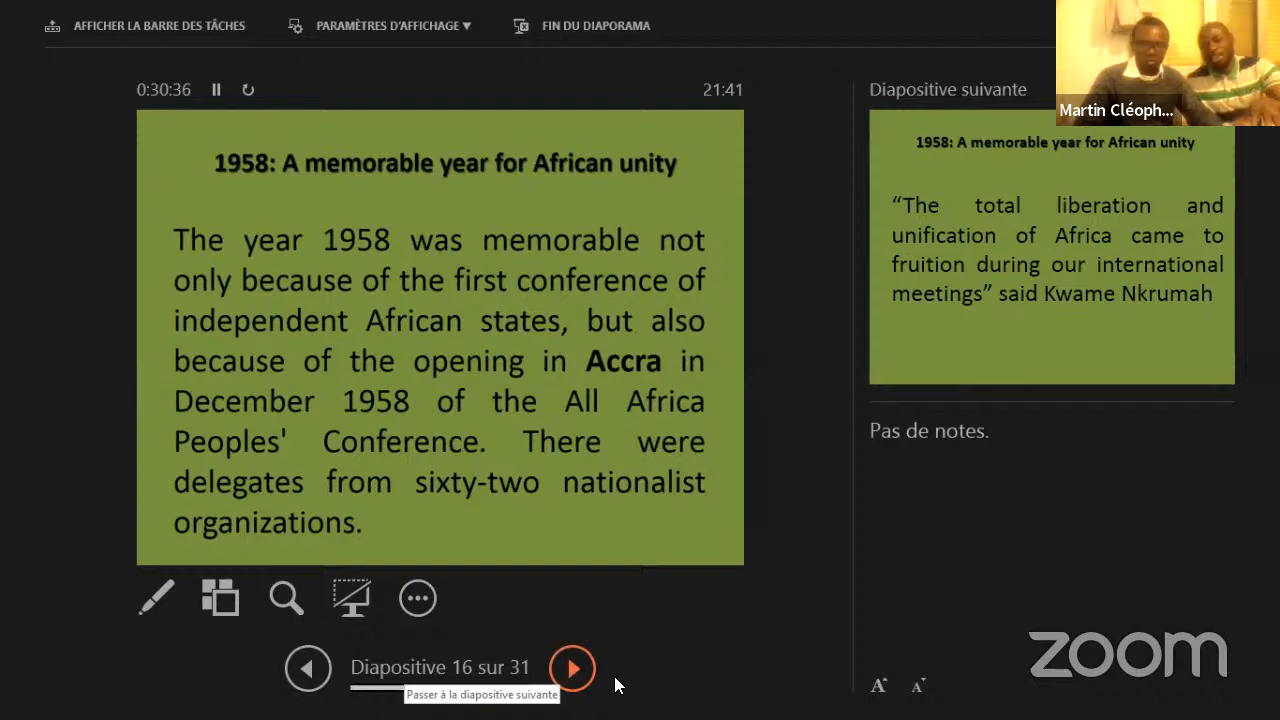 AFFICHER LA BARRE DES TÂCHES
PARAMÈTRES D'AFFICHAGE
FIN DU DIAPORAMA
Martin Cléoph...
0:30:36
21:41
1958: A memorable year for African unity
The year 1958 was memorable not
only because of the first conference of
independent African states, but also
because of the opening in Accra in
December 1958 of the All Africa
Peoples' Conference. There were
delegates from sixty-two nationalist
organizations.
Diapositive 16 sur 31
Passer à la diapositive suivante
Diapositive suivante
1958: A memorable year for African unity
“The total liberation and
unification of Africa came to
fruition during our international
meetings” said Kwame Nkrumah
Pas de notes.
A A
zoom